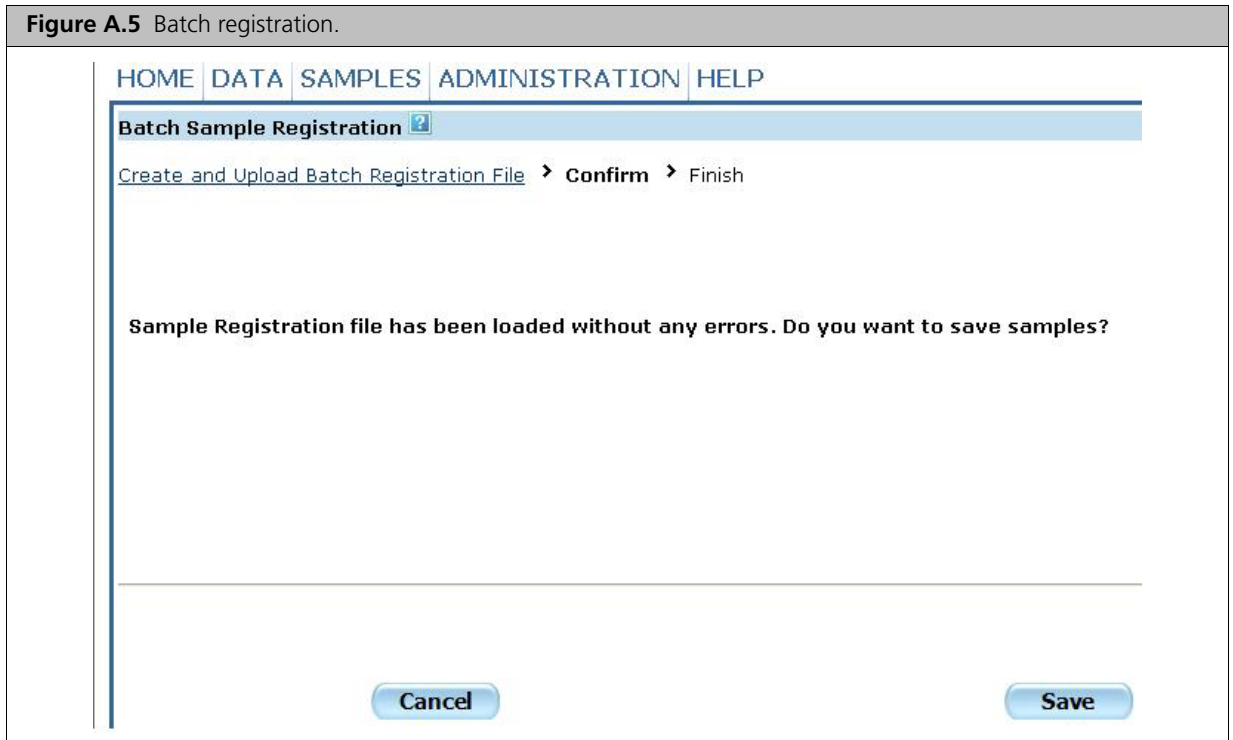 Figure A.5 Batch registration.
HOME DATA SAMPLES ADMINISTRATION HELP
Batch Sample Registration ?
Create and Upload Batch Registration File > Confirm > Finish
Sample Registration file has been loaded without any errors. Do you want to save samples?
Cancel Save